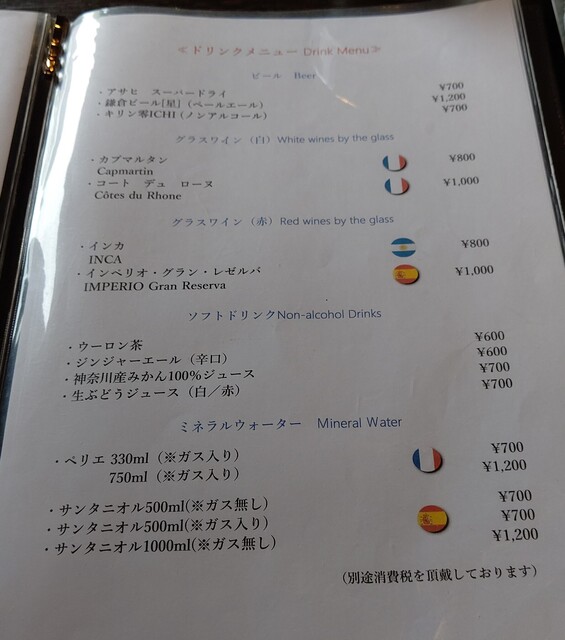 ≪ドリンクメニュー Drink Menu≫
ビール Beer
・アサヒ スーパードライ ¥700
・鎌倉ビール[星] (ペールエール) ¥1,200
・キリン零ICHI (ノンアルコール) ¥700
グラスワイン (白) White wines by the glass
・カプマルタン ¥800
Capmartin
・コート デュ ローヌ ¥1,000
Côtes du Rhone
グラスワイン (赤) Red wines by the glass
・インカ ¥800
INCA
・インペリオ・グラン・レゼルバ ¥1,000
IMPERIO Gran Reserva
ソフトドリンクNon-alcohol Drinks
・ウーロン茶 ¥600
・ジンジャーエール (辛口) ¥600
・神奈川産みかん100%ジュース ¥700
・生ぶどうジュース (白/赤) ¥700
ミネラルウォーター Mineral Water
・ペリエ 330ml (※ガス入り) ¥700
750ml (※ガス入り) ¥1,200
・サンタニオル500ml(※ガス無し) ¥700
・サンタニオル500ml(※ガス入り) ¥700
・サンタニオル1000ml(※ガス無し) ¥1,200
(別途消費税を頂戴しております)